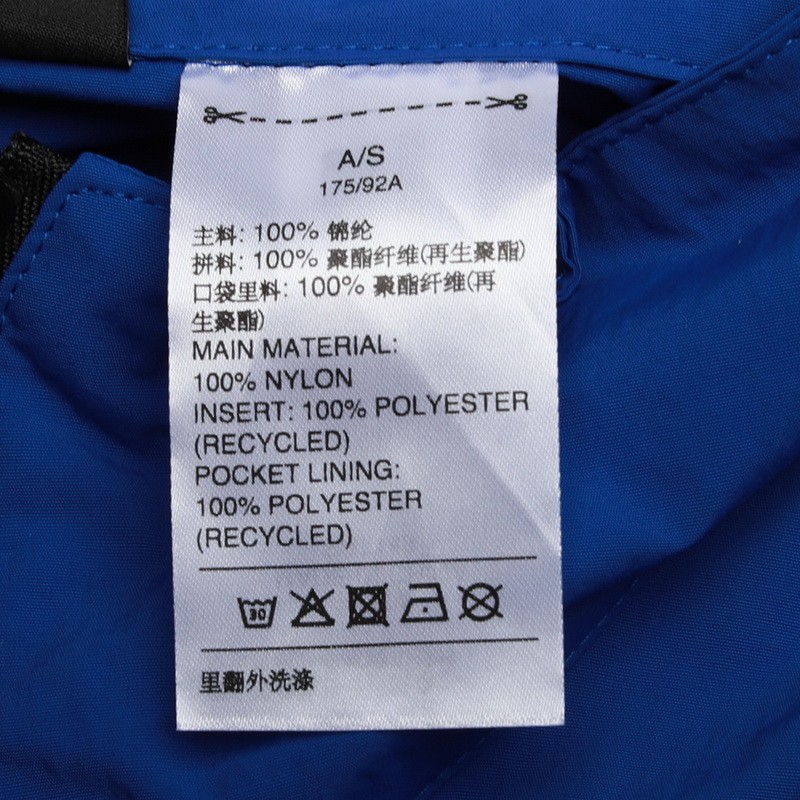 A/S
175/92A
主料: 100% 锦纶
拼料: 100% 聚酯纤维(再生聚酯)
口袋里料: 100% 聚酯纤维(再
生聚酯)
MAIN MATERIAL:
100% NYLON
INSERT: 100% POLYESTER
(RECYCLED)
POCKET LINING:
100% POLYESTER
(RECYCLED)
30
里翻外洗涤